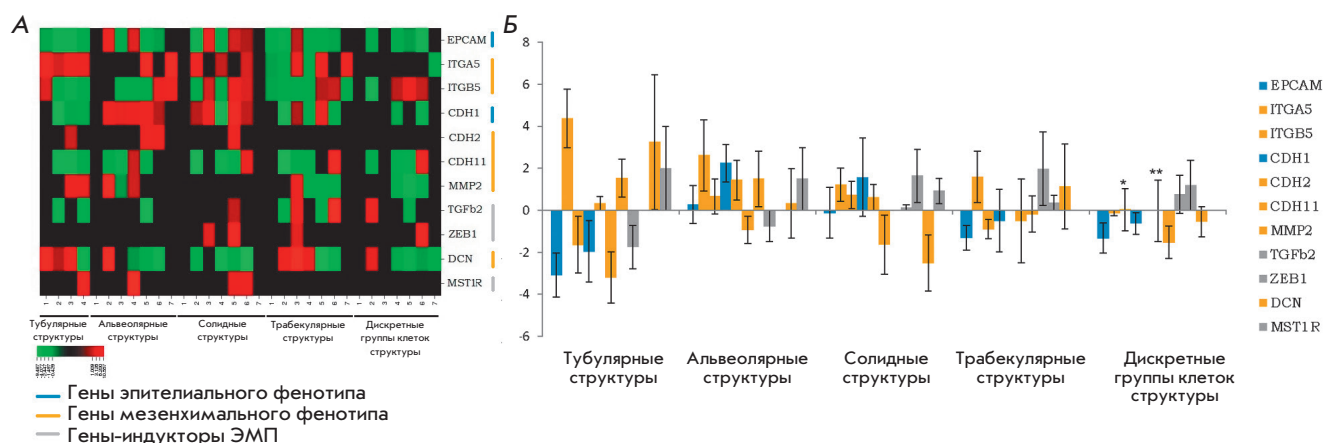 А
EPCAM
ITGA5
ITGB5
CDH1
CDH2
CDH11
MMP2
TGFb2
ZEB1
DCN
MST1R
1 2 3 4 1 2 3 4 5 6 7 1 2 3 4 5 6 7 1 2 3 4 5 6 7 1 2 3 4 5 6 7
Тубулярные структуры
Альвеолярные структуры
Солидные структуры
Трабекулярные структуры
Дискретные группы клеток структуры
Гены эпителиального фенотипа
Гены мезенхимального фенотипа
Гены-индукторы ЭМП
Б
8
6
4
2
0
-2
-4
-6
*
**
Тубулярные структуры
Альвеолярные структуры
Солидные структуры
Трабекулярные структуры
Дискретные группы клеток структуры
EPCAM
ITGA5
ITGB5
CDH1
CDH2
CDH11
MMP2
TGFb2
ZEB1
DCN
MST1R